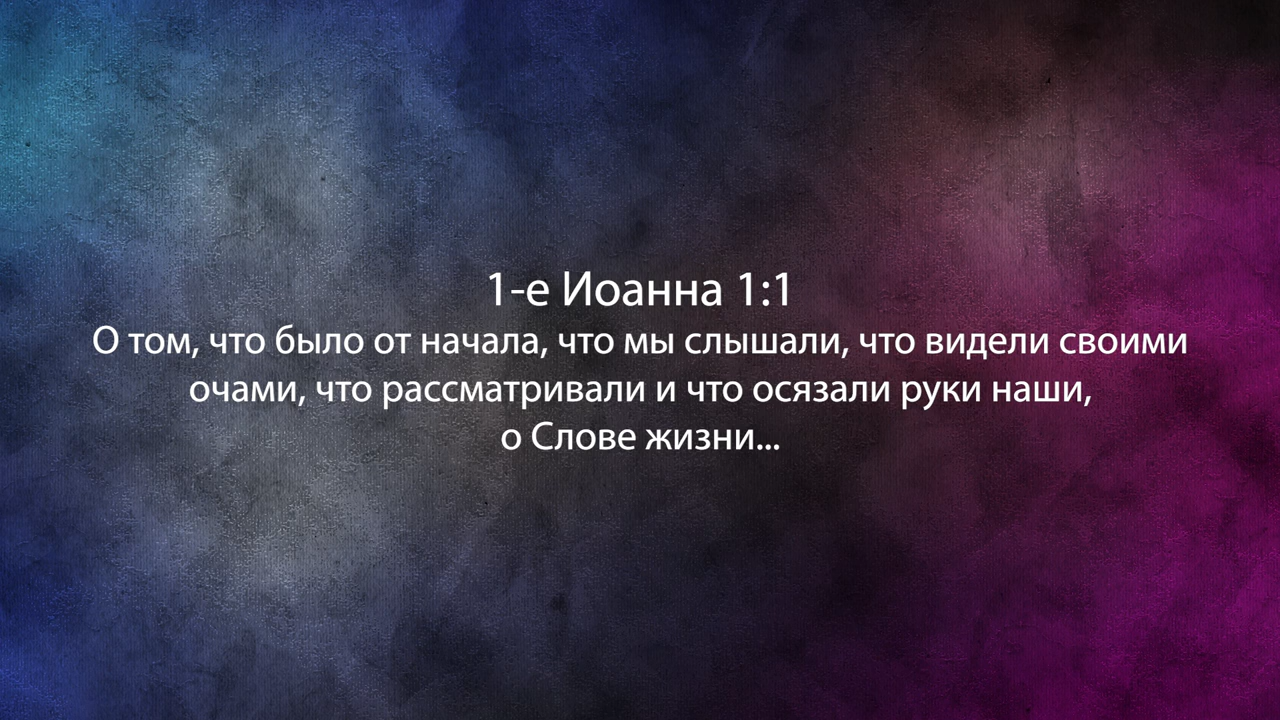 1-е Иоанна 1:1
О том, что было от начала, что мы слышали, что видели своими
очами, что рассматривали и что осязали руки наши,
о Слове жизни...